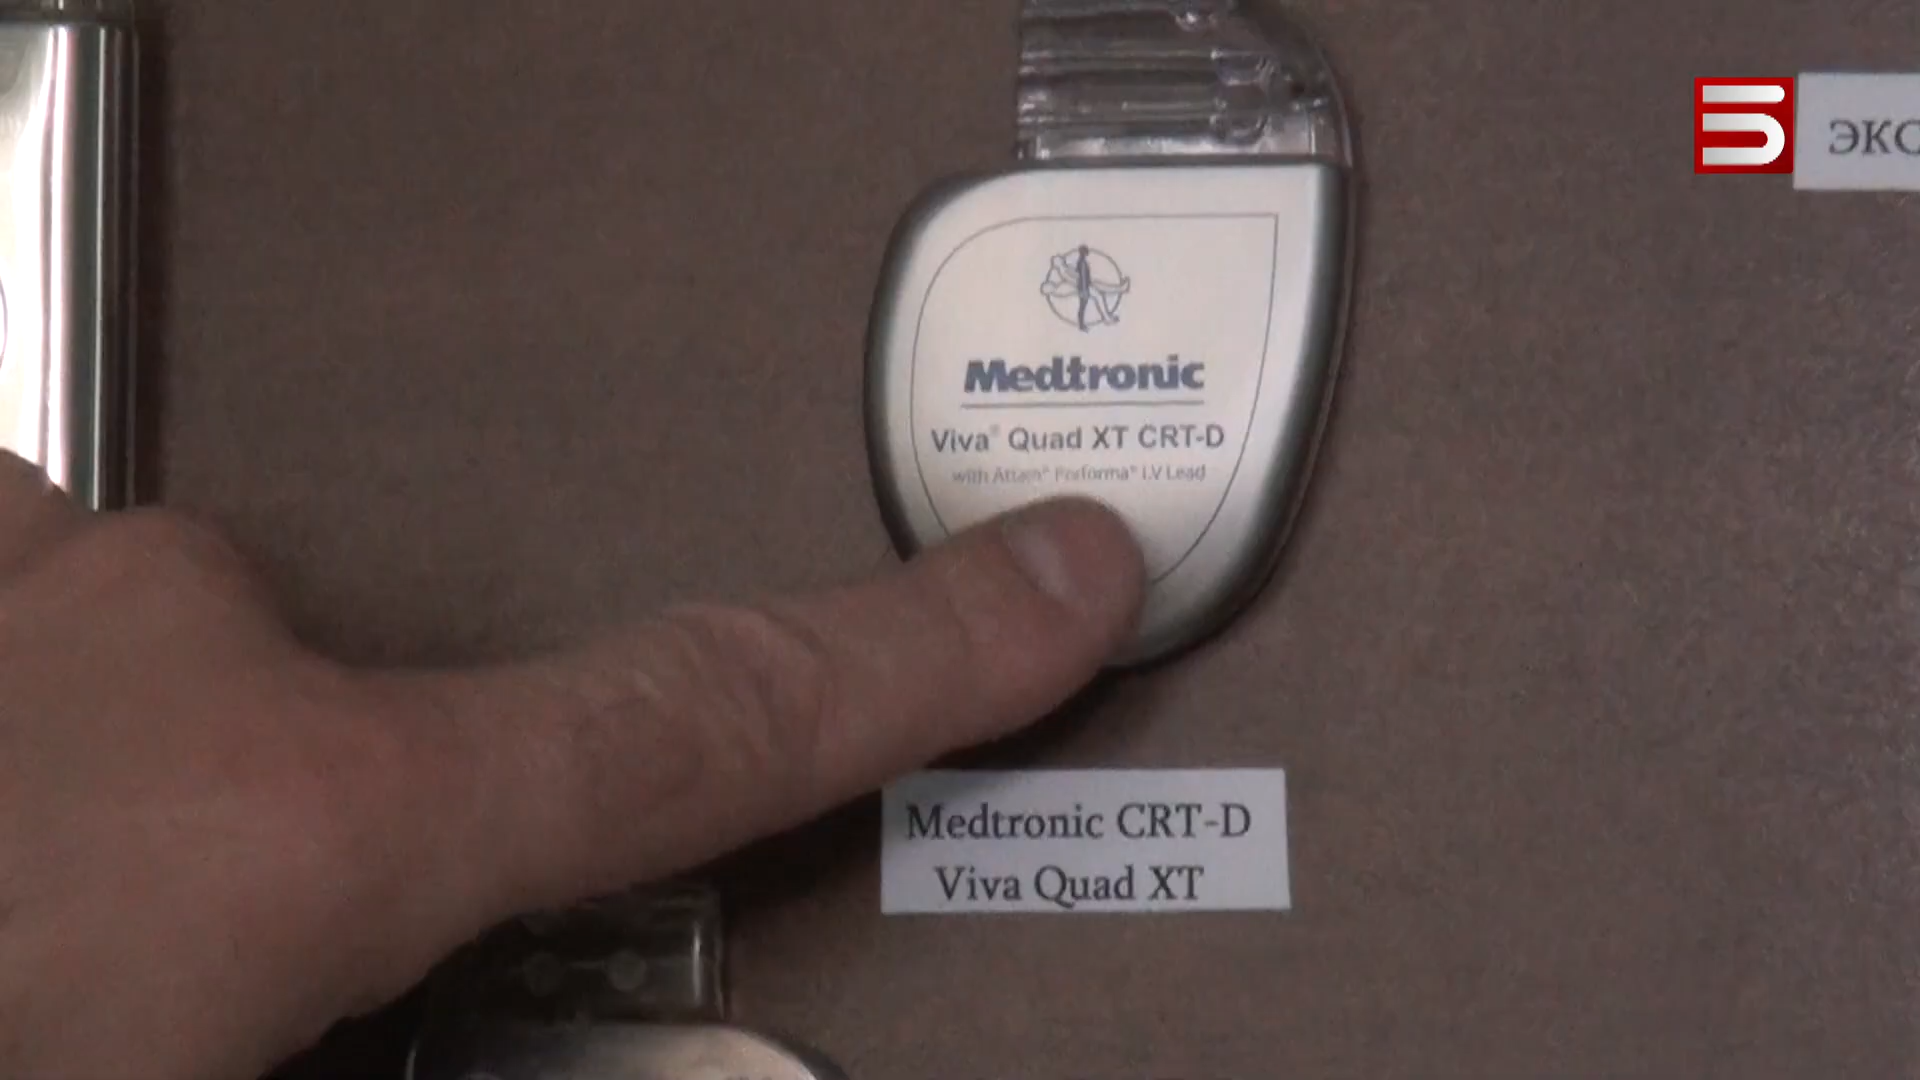 Medtronic
Viva® Quad XT CRT-D
with Attain® Performa® LV Lead
Medtronic CRT-D
Viva Quad XT
5
ЭКС